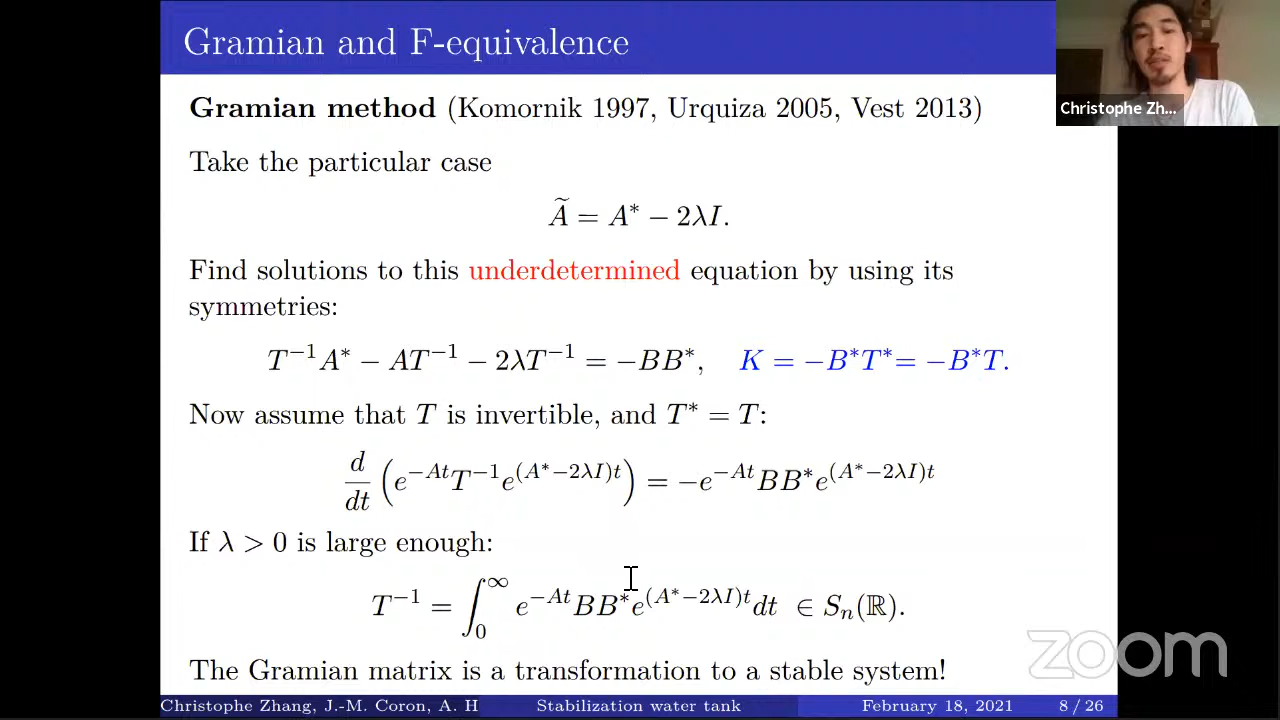 Gramian and F-equivalence
Christophe Zh...
Gramian method (Komornik 1997, Urquiza 2005, Vest 2013)
Take the particular case
Ã = A* − 2λI.
Find solutions to this underdetermined equation by using its
symmetries:
T⁻¹A* − AT⁻¹ − 2λT⁻¹ = −BB*, K = −B*T* = −B*T.
Now assume that T is invertible, and T* = T:
d/dt (e^{−At}T⁻¹e^{(A*−2λI)t}) = −e^{−At}BB*e^{(A*−2λI)t}
If λ > 0 is large enough:
T⁻¹ = ∫₀^∞ e^{−At}BB*e^{(A*−2λI)t}dt ∈ Sₙ(ℝ).
The Gramian matrix is a transformation to a stable system!
zoom
Christophe Zhang, J.-M. Coron, A. H Stabilization water tank February 18, 2021 8 / 26